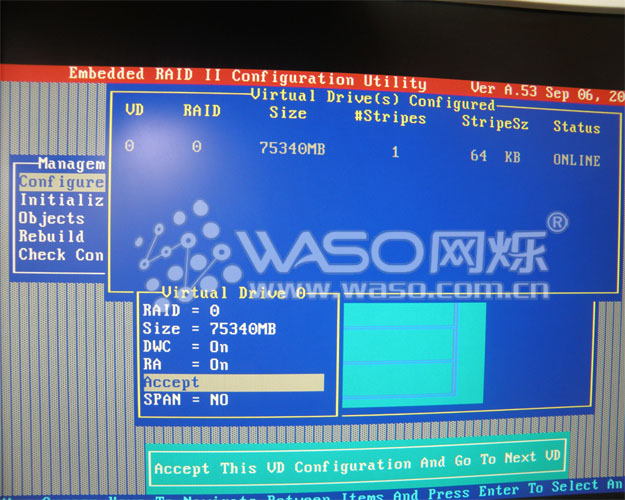 Embedded RAID II Configuration Utility Ver A.53 Sep 06, 20
Virtual Drive(s) Configured
VD RAID Size #Stripes StripeSz Status
0 0 75340MB 1 64 KB ONLINE
Managem
Configure
Initializ
Objects
Rebuild
Check Con
WASO网烁®
www.waso.com.cn
Virtual Drive 0
RAID = 0
Size = 75340MB
DWC = On
RA = On
Accept
SPAN = NO
Accept This VD Configuration And Go To Next VD
To Navigate Between Items And Press Enter To Select An